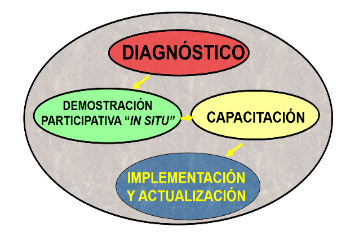 DIAGNÓSTICO
DEMOSTRACIÓN
PARTICIPATIVA “IN SITU”
CAPACITACIÓN
IMPLEMENTACIÓN
Y ACTUALIZACIÓN